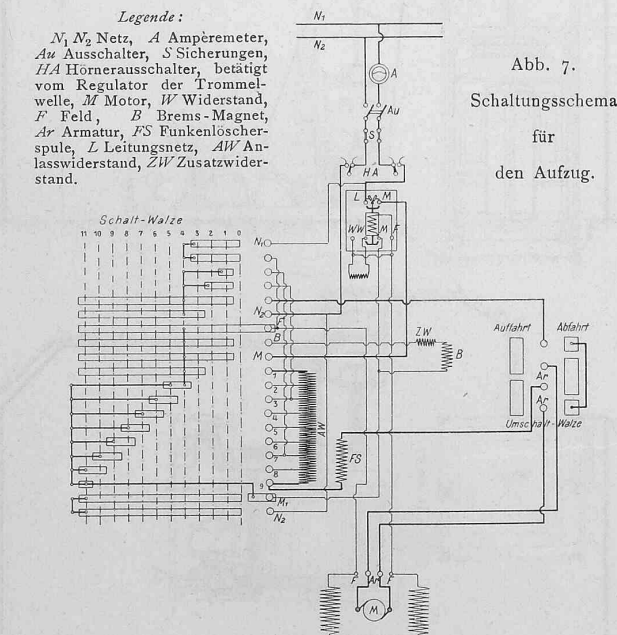 Legende:
N1 N2 Netz, A Ampèremeter,
Au Ausschalter, S Sicherungen,
HA Hörnerausschalter, betätigt
vom Regulator der Trommel-
welle, M Motor, W Widerstand,
F Feld, B Brems-Magnet,
Ar Armatur, FS Funkenlöscher-
spule, L Leitungsnetz, AW An-
lasswiderstand, ZW Zusatzwider-
stand.
N1
N2
A
Au
S
H A
L M
WW M F
Abb. 7.
Schaltungsschema
für
den Aufzug.
Schalt-Walze
11 10 9 8 7 6 5 4 3 2 1 0
N1
N2
F
B
M
1
2
3
4
5
6
7
8
9
M1
N2
AW
FS
ZW
B
Auffahrt Abfahrt
Ar
Ar
Umschalt-Walze
F Ar F
M